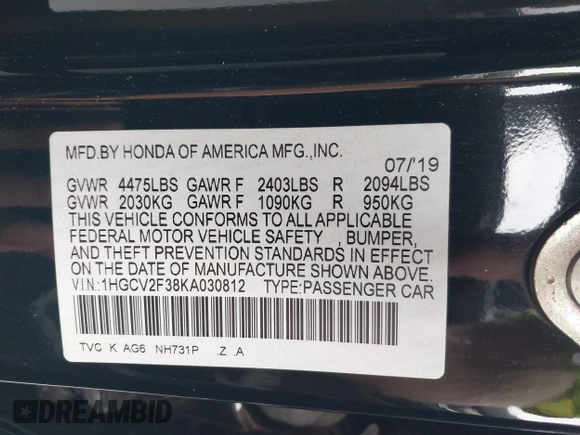 MFD.BY HONDA OF AMERICA MFG.,INC.
07/'19
GVWR 4475LBS GAWR F 2403LBS R 2094LBS
GVWR 2030KG GAWR F 1090KG R 950KG
THIS VEHICLE CONFORMS TO ALL APPLICABLE
FEDERAL MOTOR VEHICLE SAFETY , BUMPER,
AND THEFT PREVENTION STANDARDS IN EFFECT
ON THE DATE OF MANUFACTURE SHOWN ABOVE.
V.I.N.:1HGCV2F38KA030812 TYPE:PASSENGER CAR
TVC K AG6 NH731P .Z .A
DREAMBID